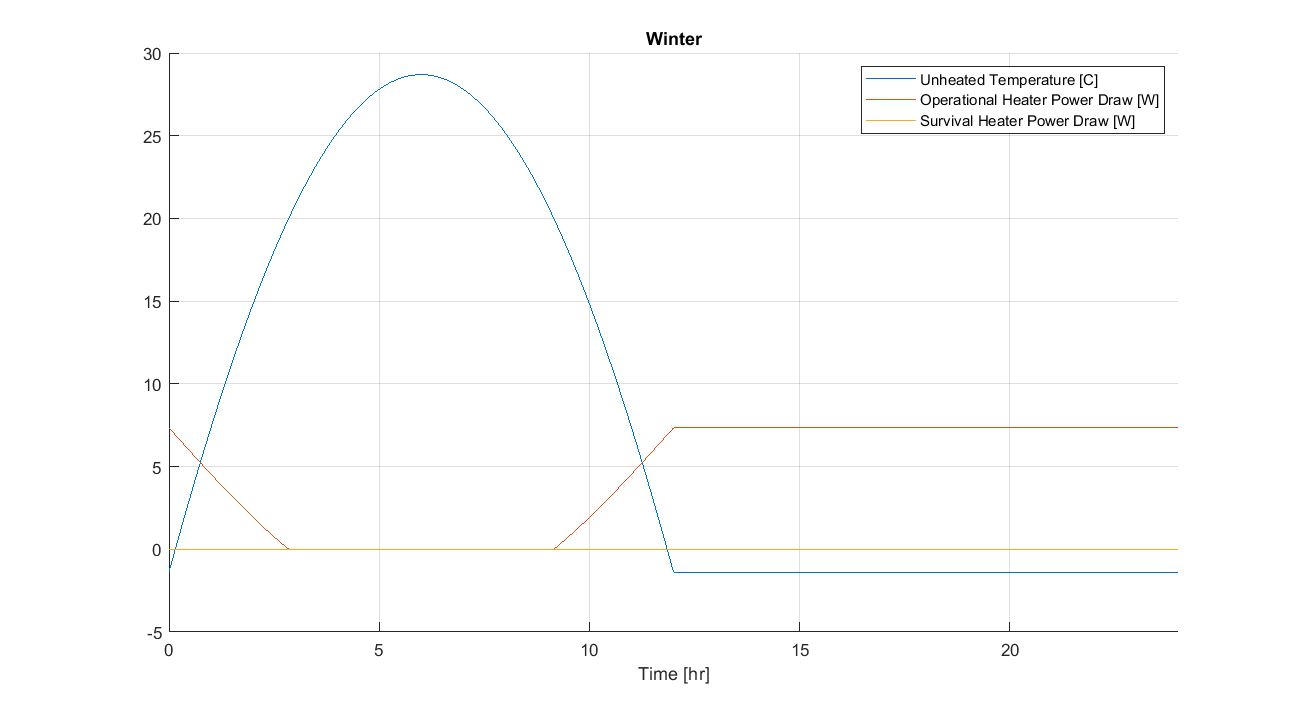 Winter
30
25
20
15
10
5
0
-5
0 5 10 15 20
Time [hr]
Unheated Temperature [C]
Operational Heater Power Draw [W]
Survival Heater Power Draw [W]